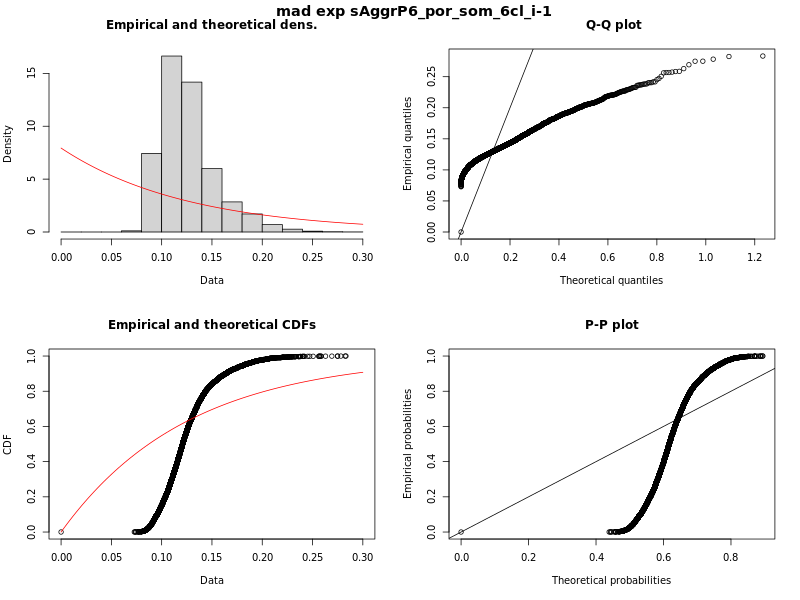 mad exp sAggrP6_por_som_6cl_i-1
Empirical and theoretical dens.
Density
0
5
10
15
0.00 0.05 0.10 0.15 0.20 0.25 0.30
Data
Q-Q plot
Empirical quantiles
0.00 0.05 0.10 0.15 0.20 0.25
0.0 0.2 0.4 0.6 0.8 1.0 1.2
Theoretical quantiles
Empirical and theoretical CDFs
CDF
0.0 0.2 0.4 0.6 0.8 1.0
0.00 0.05 0.10 0.15 0.20 0.25 0.30
Data
P-P plot
Empirical probabilities
0.0 0.2 0.4 0.6 0.8 1.0
0.0 0.2 0.4 0.6 0.8
Theoretical probabilities